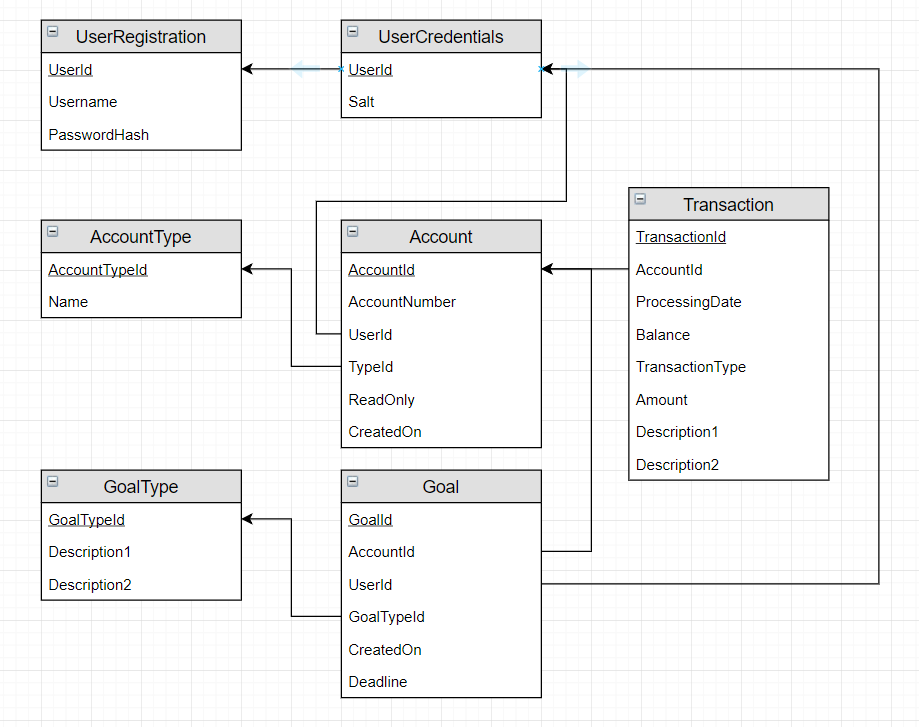 UserRegistration
UserId
Username
PasswordHash
UserCredentials
UserId
Salt
AccountType
AccountTypeId
Name
Account
AccountId
AccountNumber
UserId
TypeId
ReadOnly
CreatedOn
Transaction
TransactionId
AccountId
ProcessingDate
Balance
TransactionType
Amount
Description1
Description2
GoalType
GoalTypeId
Description1
Description2
Goal
GoalId
AccountId
UserId
GoalTypeId
CreatedOn
Deadline